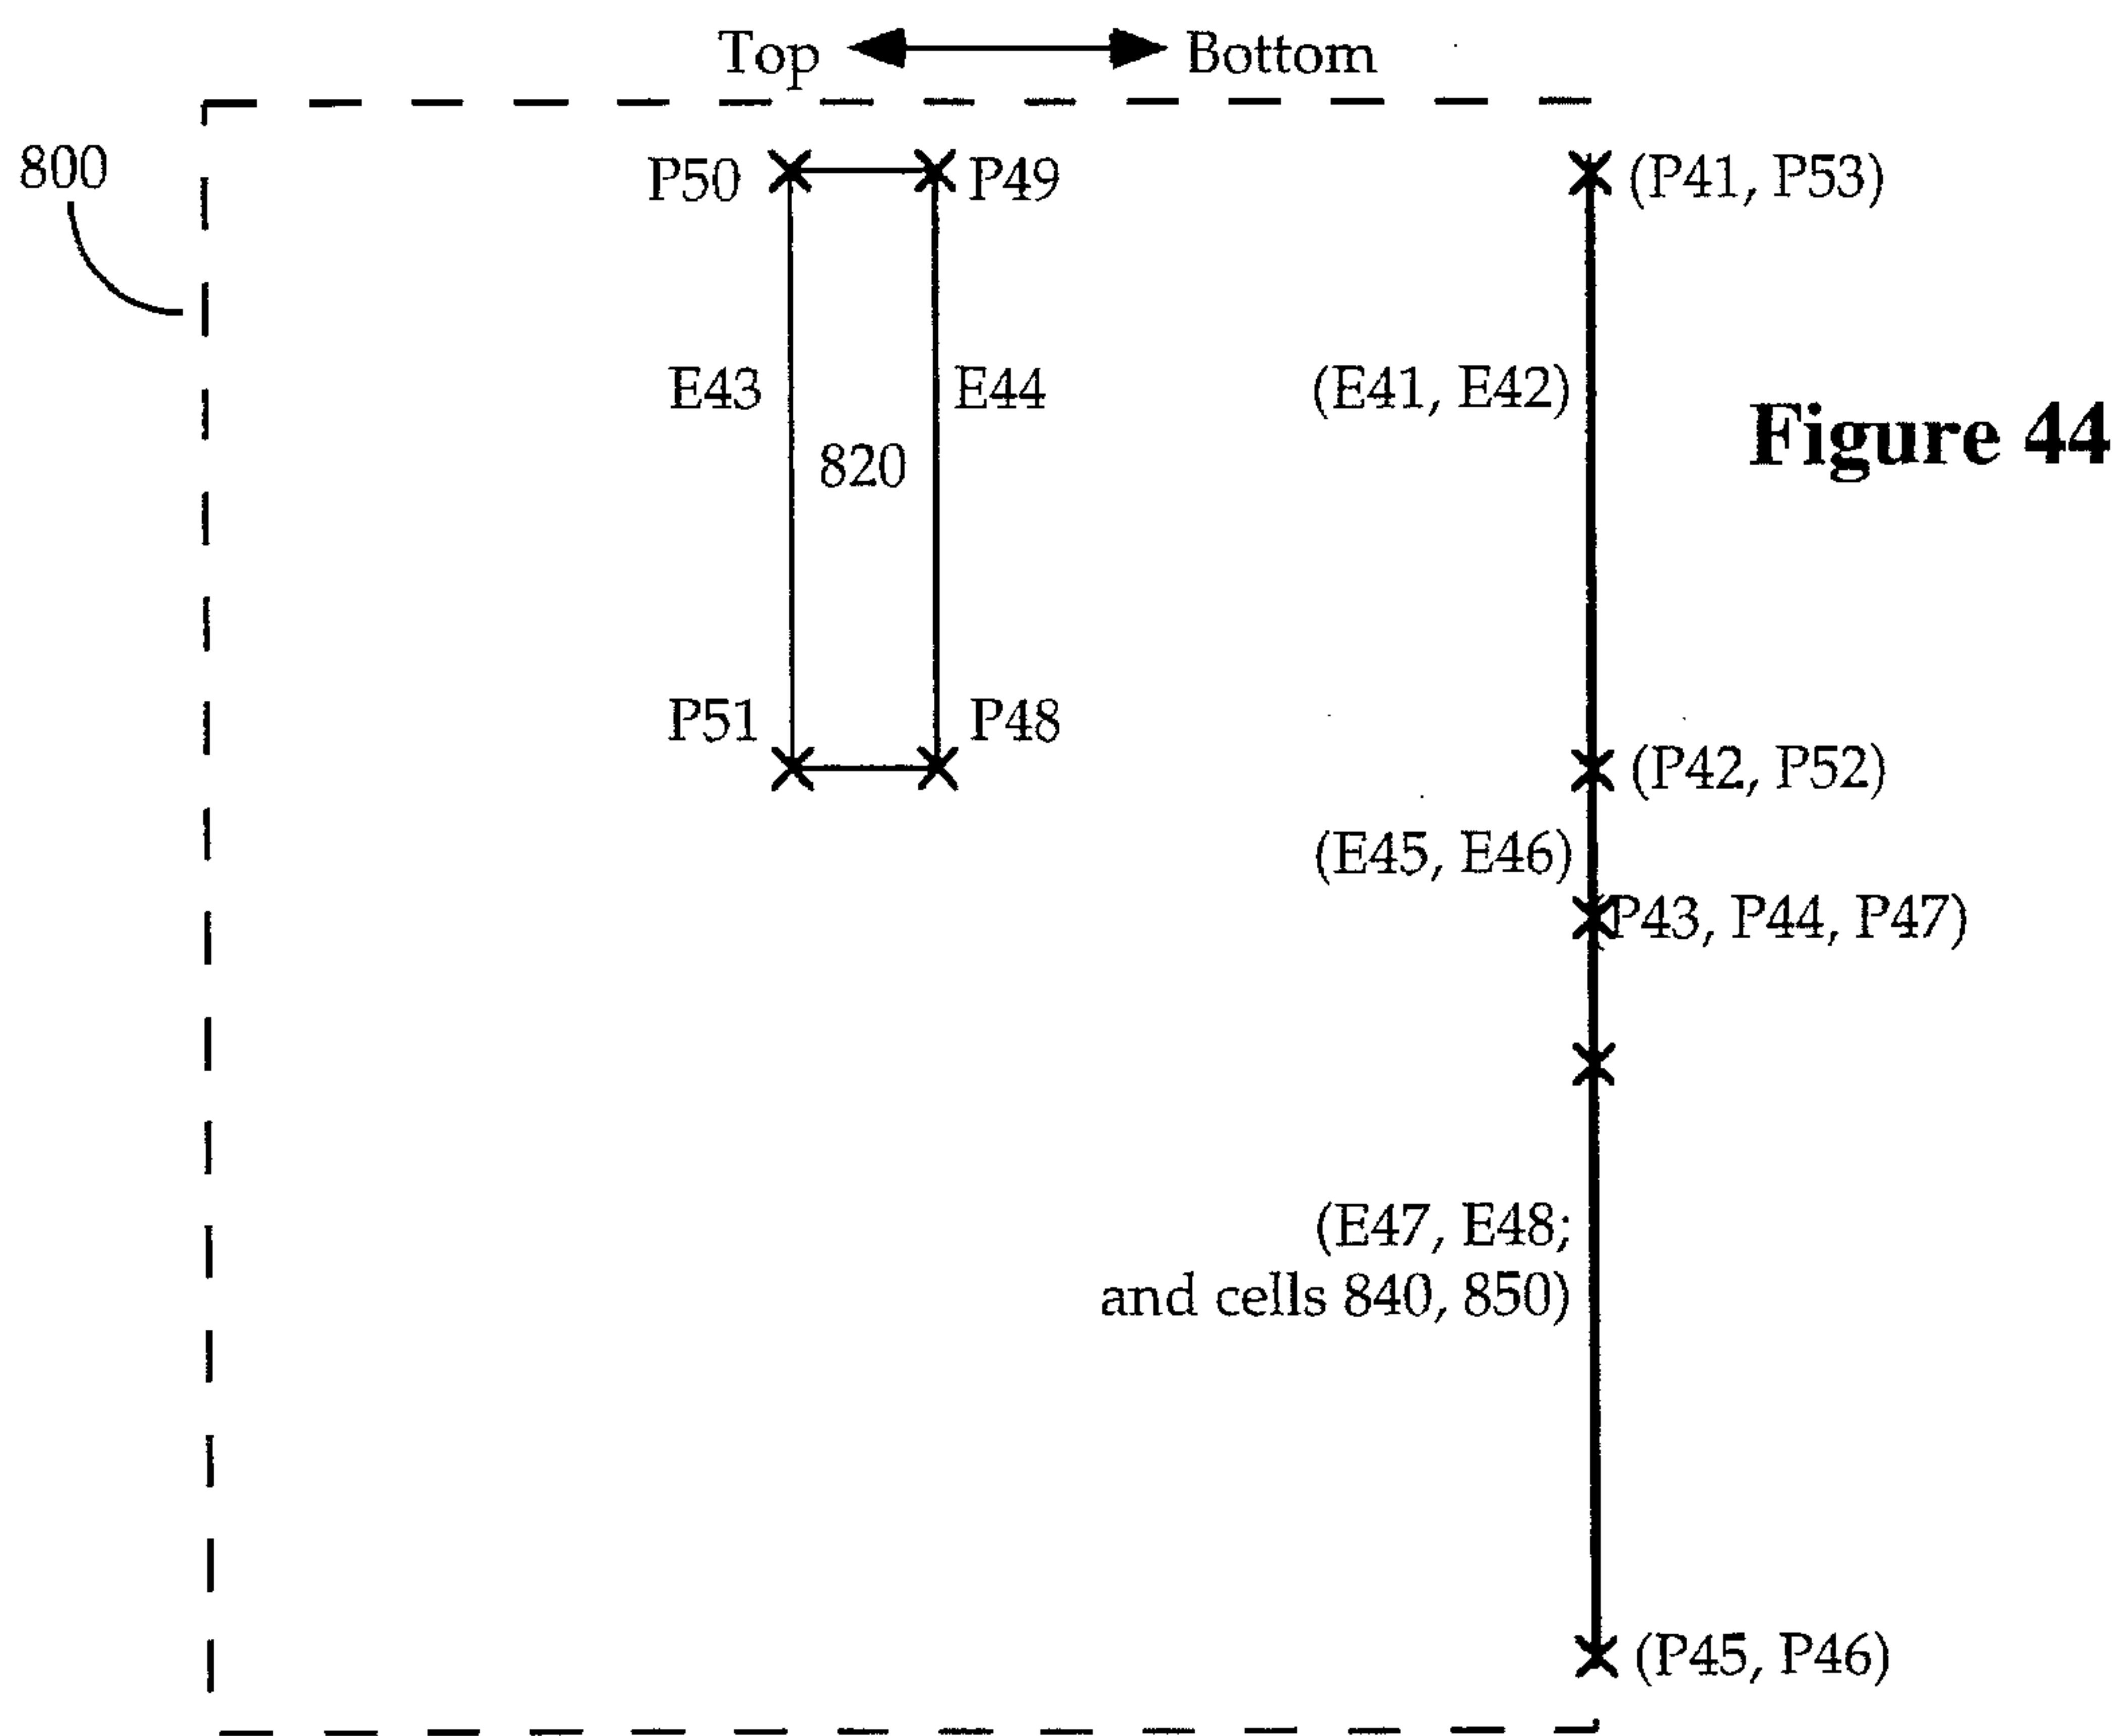 Top Bottom
800
P50 P49 (P41, P53)
E43 E44 (E41, E42)
Figure 44
820
P51 P48
(P42, P52)
(E45, E46)
(P43, P44, P47)
(E47, E48;
and cells 840, 850)
(P45, P46)